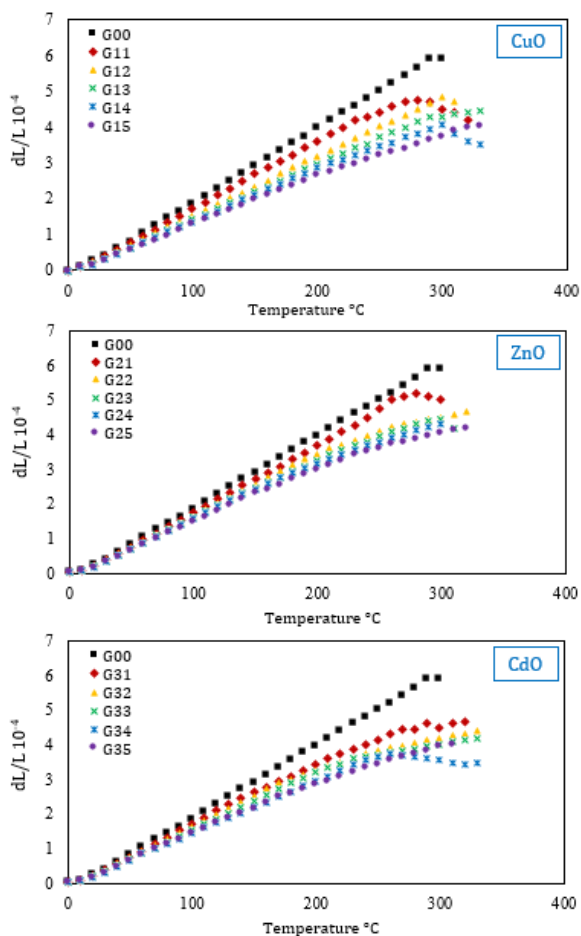 7
6
5
4
3
2
1
0
dL/L 10⁻⁴
G00
G11
G12
G13
G14
G15
CuO
0 100 200 300 400
Temperature °C
7
6
5
4
3
2
1
0
dL/L 10⁻⁴
G00
G21
G22
G23
G24
G25
ZnO
0 100 200 300 400
Temperature °C
7
6
5
4
3
2
1
0
dL/L 10⁻⁴
G00
G31
G32
G33
G34
G35
CdO
0 100 200 300 400
Temperature °C